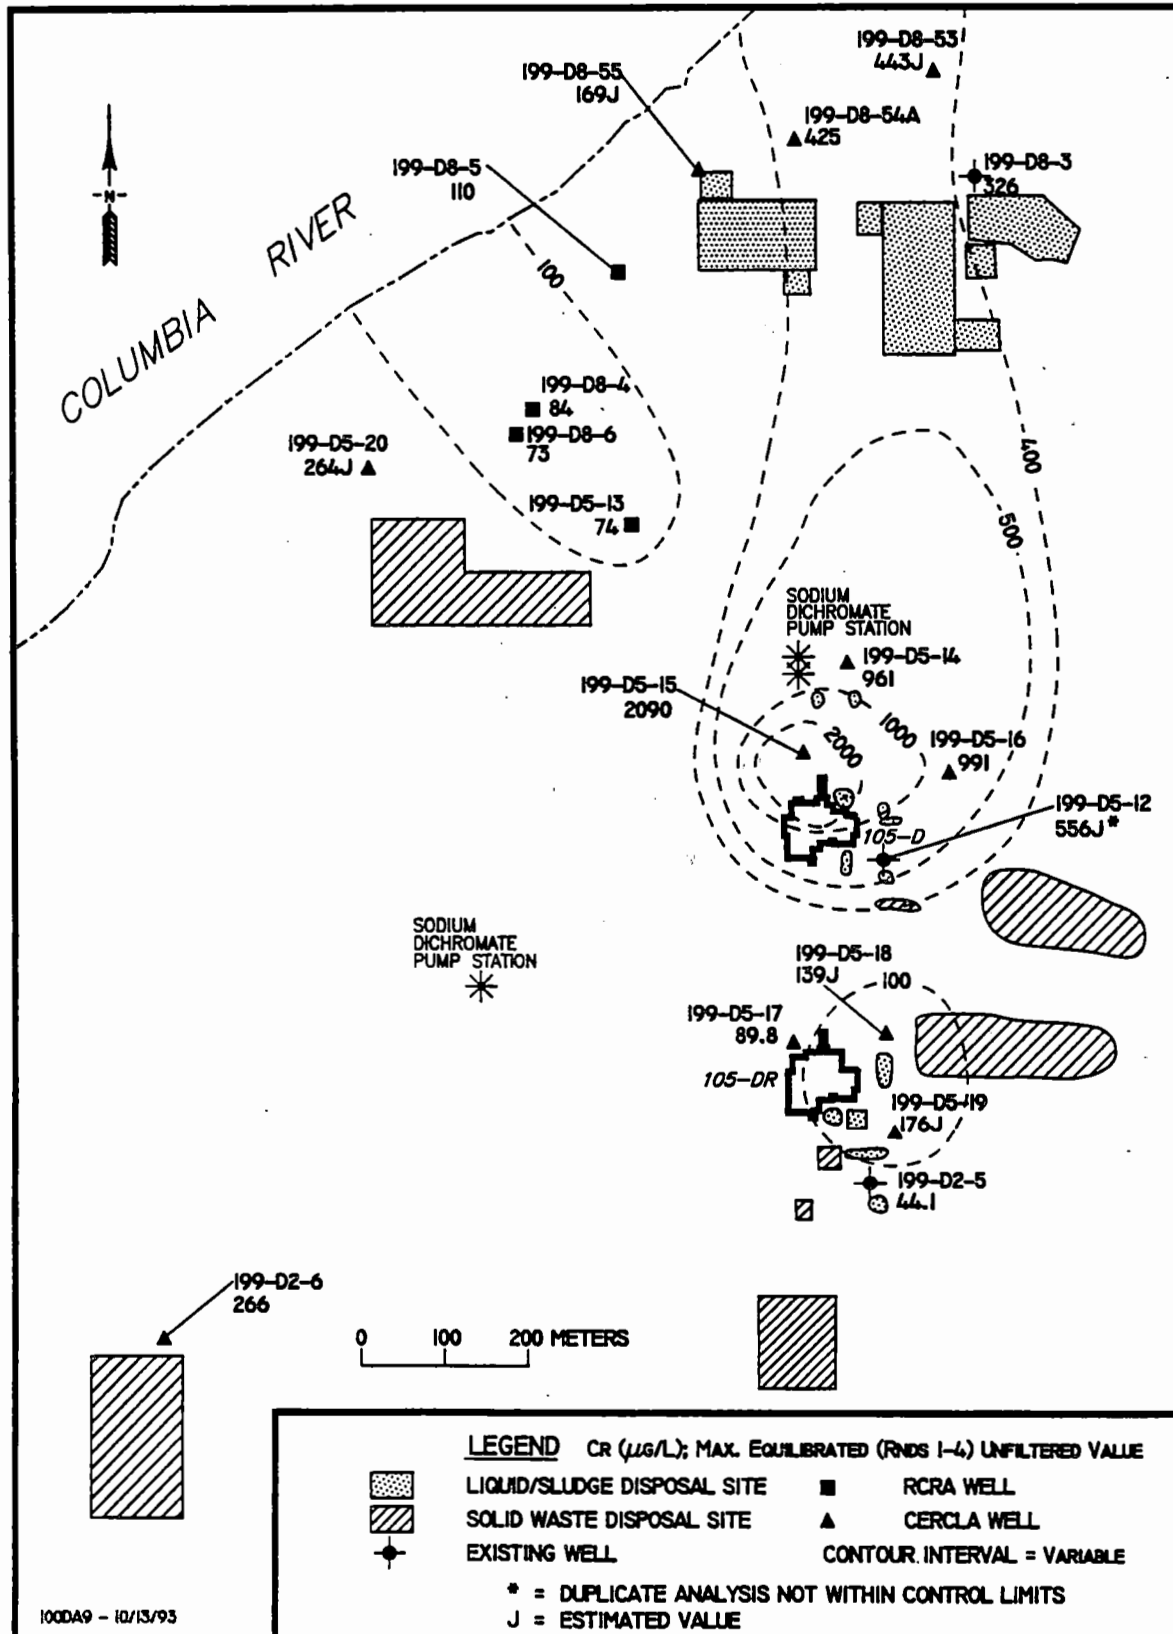 199-D8-53
443J
199-D8-55
169J
199-D8-54A
425
199-D8-5
110
199-D8-3
326
-N-
COLUMBIA RIVER
100
199-D8-4
84
199-D8-6
73
199-D5-20
264J
199-D5-13
74
400
500
SODIUM
DICHROMATE
PUMP STATION
199-D5-14
961
199-D5-15
2090
1000
2000
199-D5-16
991
199-D5-12
556J*
105-D
SODIUM
DICHROMATE
PUMP STATION
199-D5-18
139J
100
199-D5-17
89.8
105-DR
199-D5-19
176J
199-D2-5
44.1
199-D2-6
266
0 100 200 METERS
LEGEND CR (µG/L); MAX. EQUILIBRATED (RNDS 1-4) UNFILTERED VALUE
LIQUID/SLUDGE DISPOSAL SITE RCRA WELL
SOLID WASTE DISPOSAL SITE CERCLA WELL
EXISTING WELL CONTOUR INTERVAL = VARIABLE
* = DUPLICATE ANALYSIS NOT WITHIN CONTROL LIMITS
J = ESTIMATED VALUE
100DA9 - 10/13/93